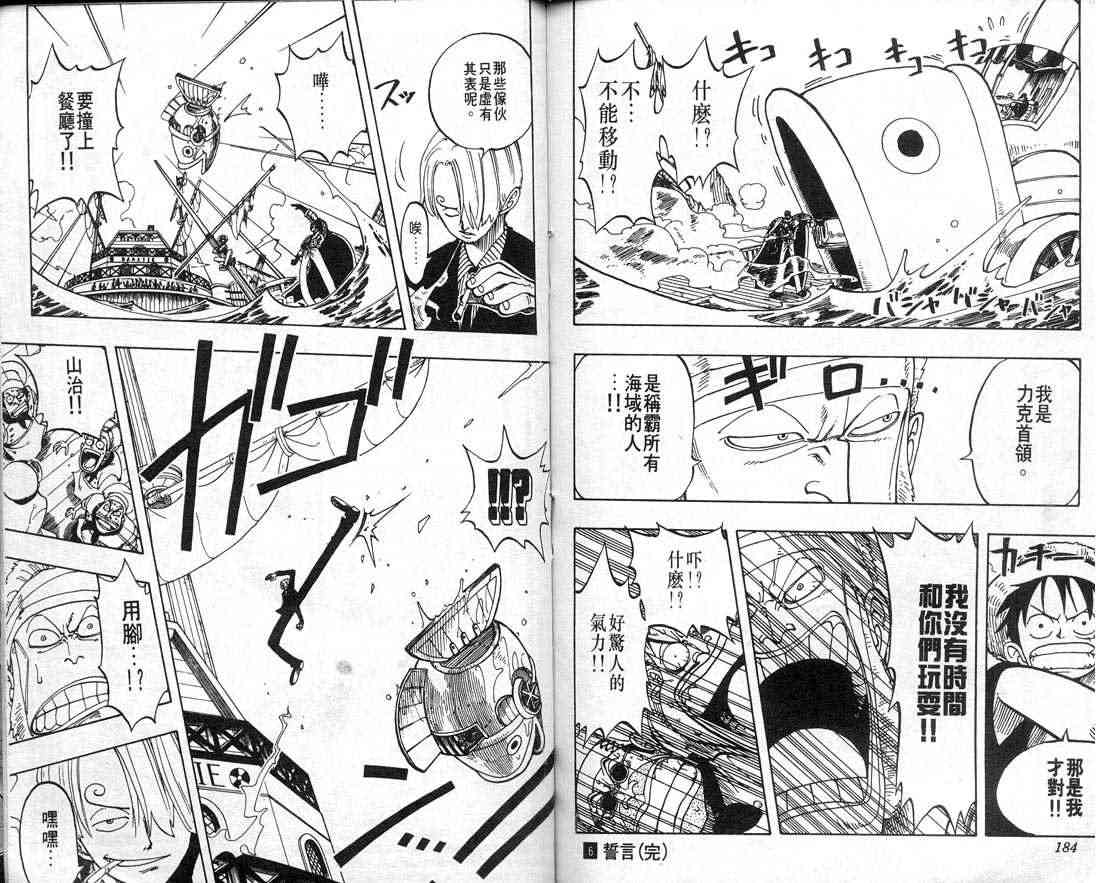 キコ
キコ
キコ
什麼!?
不…
不能移動!?
バシャバシャバシャ
我是
力克首領。
ギロ…
是稱霸所有
海域的人
…!!
カチーン
那是我
才對!!
我沒有時間
和你們玩耍!!
吓!?
什麼!?
好驚人的
氣力!!
184
6 誓言(完)
那些傢伙
只是虛有
其表呢。
スッ
唉…
嘩……
要撞上
餐廳了!!
!!!?
ガゴーン
山治!!
用腳…!?
IE
嘿嘿…